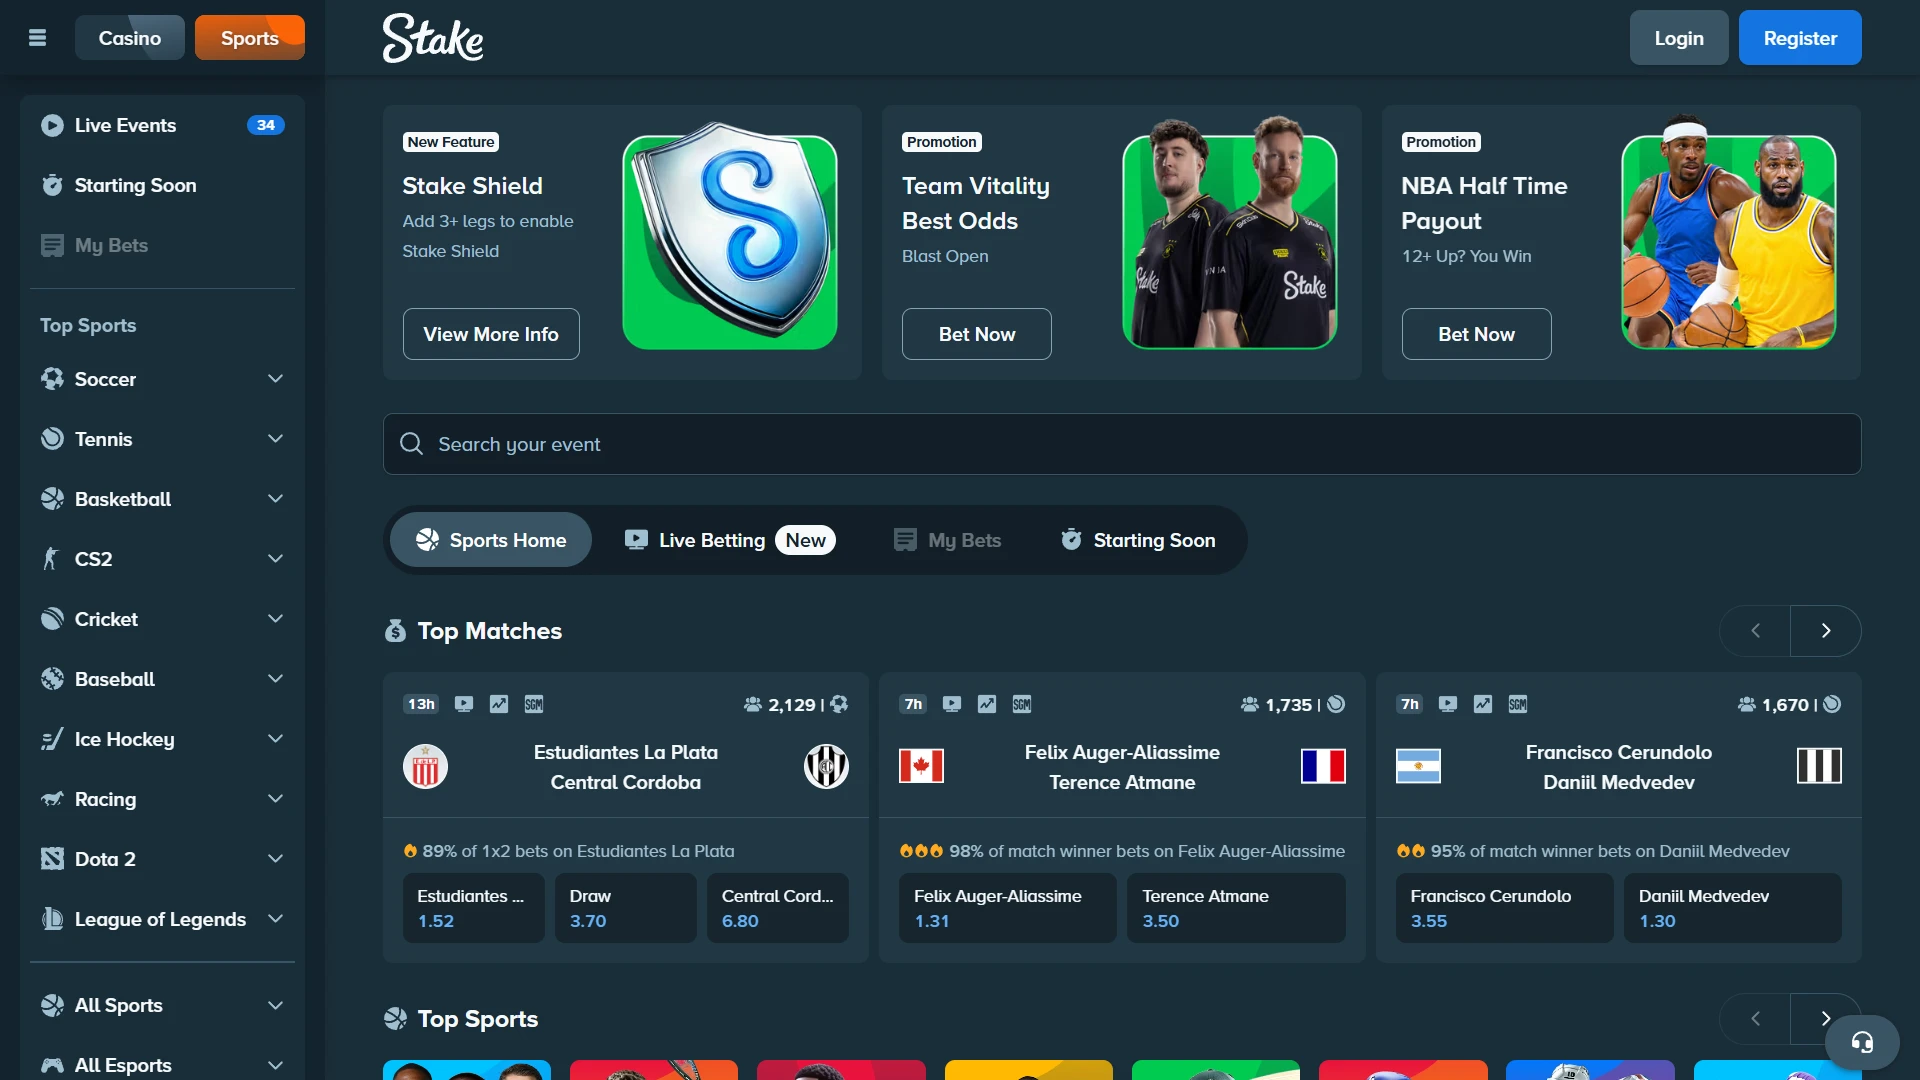 Casino
Sports
Stake
Login
Register
Live Events
34
Starting Soon
My Bets
Top Sports
Soccer
Tennis
Basketball
CS2
Cricket
Baseball
Ice Hockey
Racing
Dota 2
League of Legends
All Sports
All Esports
New Feature
Stake Shield
Add 3+ legs to enable
Stake Shield
View More Info
S
Promotion
Team Vitality
Best Odds
Blast Open
Bet Now
Stake
Stake
Promotion
NBA Half Time
Payout
12+ Up? You Win
Bet Now
Search your event
Sports Home
Live Betting
New
My Bets
Starting Soon
Top Matches
13h
SGM
2,129 |
Estudiantes La Plata
Central Cordoba
89% of 1x2 bets on Estudiantes La Plata
Estudiantes ...
1.52
Draw
3.70
Central Cord...
6.80
7h
SGM
1,735 |
Felix Auger-Aliassime
Terence Atmane
98% of match winner bets on Felix Auger-Aliassime
Felix Auger-Aliassime
1.31
Terence Atmane
3.50
7h
SGM
1,670 |
Francisco Cerundolo
Daniil Medvedev
95% of match winner bets on Daniil Medvedev
Francisco Cerundolo
3.55
Daniil Medvedev
1.30
Top Sports